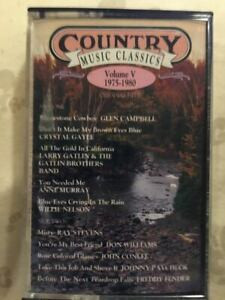 COUNTRY
MUSIC CLASSICS
Volume V
1975-1980
Rhinestone Cowboy GLEN CAMPBELL
Don't It Make My Brown Eyes Blue
CRYSTAL GAYLE
All The Gold In California
LARRY GATLIN & THE
GATLIN BROTHERS
BAND
You Needed Me
ANNE MURRAY
Blue Eyes Crying In The Rain
WILLIE NELSON
Misty RAY STEVENS
You're My Best Friend DON WILLIAMS
Rose Colored Glasses JOHN CONLEE
Take This Job And Shove It JOHNNY PAYCHECK
Before The Next Teardrop Falls FREDDY FENDER